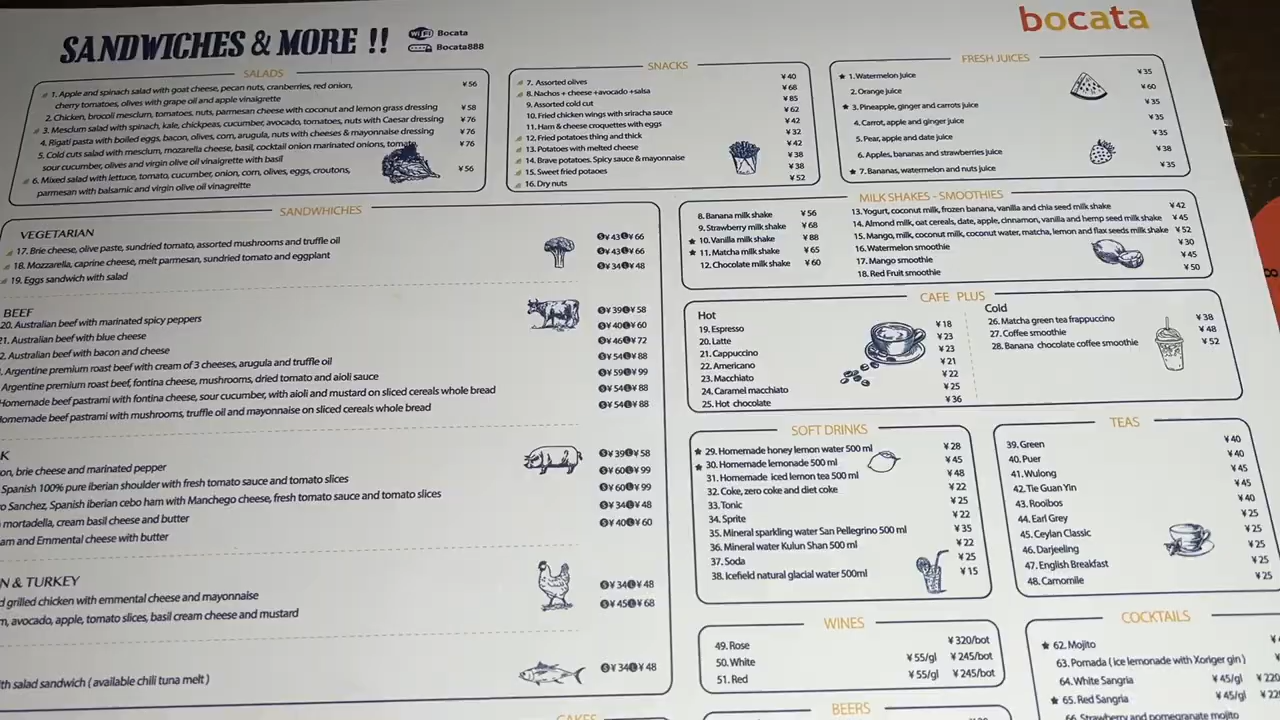 bocata
SANDWICHES & MORE !!
WiFi Bocata
Bocata888
SALADS
1. Apple and spinach salad with goat cheese, pecan nuts, cranberries, red onion, ¥56
cherry tomatoes, olives with grape oil and apple vinaigrette
2. Chicken, brocoli mesclun, tomatoes, nuts, parmesan cheese with coconut and lemon grass dressing ¥58
3. Mesclum salad with spinach, kale, chickpeas, cucumber, avocado, tomatoes, nuts with Caesar dressing ¥76
4. Rigati pasta with boiled eggs, bacon, olives, corn, arugula, nuts with cheeses & mayonnaise dressing ¥76
5. Cold cuts salad with mesclum, mozarella cheese, basil, cocktail onion marinated onions, tomato,
sour cucumber, olives and virgin olive oil vinaigrette with basil
6. Mixed salad with lettuce, tomato, cucumber, onion, corn, olives, eggs, croutons, ¥56
parmesan with balsamic and virgin olive oil vinagreitte
SNACKS
7. Assorted olives ¥40
8. Nachos + cheese +avocado +salsa ¥68
9. Assorted cold cut ¥85
10. Fried chicken wings with sriracha sauce ¥62
11. Ham & cheese croquettes with eggs ¥42
12. Fried potatoes thing and thick ¥32
13. Potatoes with melted cheese ¥42
14. Brave potatoes. Spicy sauce & mayonnaise ¥38
15. Sweet fried potaoes ¥38
16. Dry nuts ¥52
FRESH JUICES
★ 1. Watermelon juice ¥35
2. Orange juice ¥60
★ 3. Pineapple, ginger and carrots juice ¥35
4. Carrot, apple and ginger juice ¥35
5. Pear, apple and date juice ¥35
6. Apples, bananas and strawberries juice ¥38
★ 7. Bananas, watermelon and nuts juice ¥35
MILK SHAKES - SMOOTHIES
8. Banana milk shake ¥56
9. Strawberry milk shake ¥68
★ 10. Vanilla milk shake ¥88
★ 11. Matcha milk shake ¥65
12. Chocolate milk shake ¥60
13. Yogurt, coconut milk, frozen banana, vanilla and chia seed milk shake ¥42
14. Almond milk, oat cereals, date, apple, cinnamon, vanilla and hemp seed milk shake ¥45
15. Mango, milk, coconut milk, coconut water, matcha, lemon and flax seeds milk shake ¥52
16. Watermelon smoothie ¥30
17. Mango smoothie ¥45
18. Red Fruit smoothie ¥50
SANDWHICHES
VEGETARIAN
17. Brie cheese, olive paste, sundried tomato, assorted mushrooms and truffle oil S¥43L¥66
18. Mozzarella, caprine cheese, melt parmesan, sundried tomato and eggplant S¥43L¥66
19. Eggs sandwich with salad S¥34L¥48
BEEF
20. Australian beef with marinated spicy peppers S¥39L¥58
21. Australian beef with blue cheese S¥40L¥60
2. Australian beef with bacon and cheese S¥46L¥72
. Argentine premium roast beef with cream of 3 cheeses, arugula and truffle oil S¥54L¥88
Argentine premium roast beef, fontina cheese, mushrooms, dried tomato and aioli sauce S¥59L¥99
Homemade beef pastrami with fontina cheese, sour cucumber, with aioli and mustard on sliced cereals whole bread S¥54L¥88
omemade beef pastrami with mushrooms, truffle oil and mayonnaise on sliced cereals whole bread S¥54L¥88
K
on, brie cheese and marinated pepper S¥39L¥58
Spanish 100% pure iberian shoulder with fresh tomato sauce and tomato slices S¥60L¥99
o Sanchez, Spanish iberian cebo ham with Manchego cheese, fresh tomato sauce and tomato slices S¥60L¥99
mortadella, cream basil cheese and butter S¥34L¥48
am and Emmental cheese with butter S¥40L¥60
N & TURKEY
d grilled chicken with emmental cheese and mayonnaise S¥34L¥48
m, avocado, apple, tomato slices, basil cream cheese and mustard S¥45L¥68
ith salad sandwich ( available chili tuna melt ) S¥34L¥48
CAFE PLUS
Hot
19. Espresso ¥18
20. Latte ¥23
21. Cappuccino ¥23
22. Americano ¥21
23. Macchiato ¥22
24. Caramel macchiato ¥25
25. Hot chocolate ¥36
Cold
26. Matcha green tea frappuccino ¥38
27. Coffee smoothie ¥48
28. Banana chocolate coffee smoothie ¥52
SOFT DRINKS
★ 29. Homemade honey lemon water 500 ml ¥28
★ 30. Homemade lemonade 500 ml ¥45
31. Homemade iced lemon tea 500 ml ¥48
32. Coke, zero coke and diet coke ¥22
33. Tonic ¥25
34. Sprite ¥22
35. Mineral sparkling water San Pellegrino 500 ml ¥35
36. Mineral water Kulun Shan 500 ml ¥22
37. Soda ¥25
38. Icefield natural glacial water 500ml ¥15
TEAS
39. Green ¥40
40. Puer ¥40
41. Wulong ¥45
42. Tie Guan Yin ¥45
43. Rooibos ¥40
44. Earl Grey ¥25
45. Ceylan Classic ¥25
46. Darjeeling ¥25
47. English Breakfast ¥25
48. Camomile ¥25
WINES
49. Rose ¥320/bot
50. White ¥55/gl ¥245/bot
51. Red ¥55/gl ¥245/bot
COCKTAILS
★ 62. Mojito
63. Pomada ( ice lemonade with Xoriger gin )
64. White Sangria ¥45/gl ¥220
★ 65. Red Sangria ¥45/gl ¥22
66. Strawberry and pomegranate mojito
BEERS
CAKES